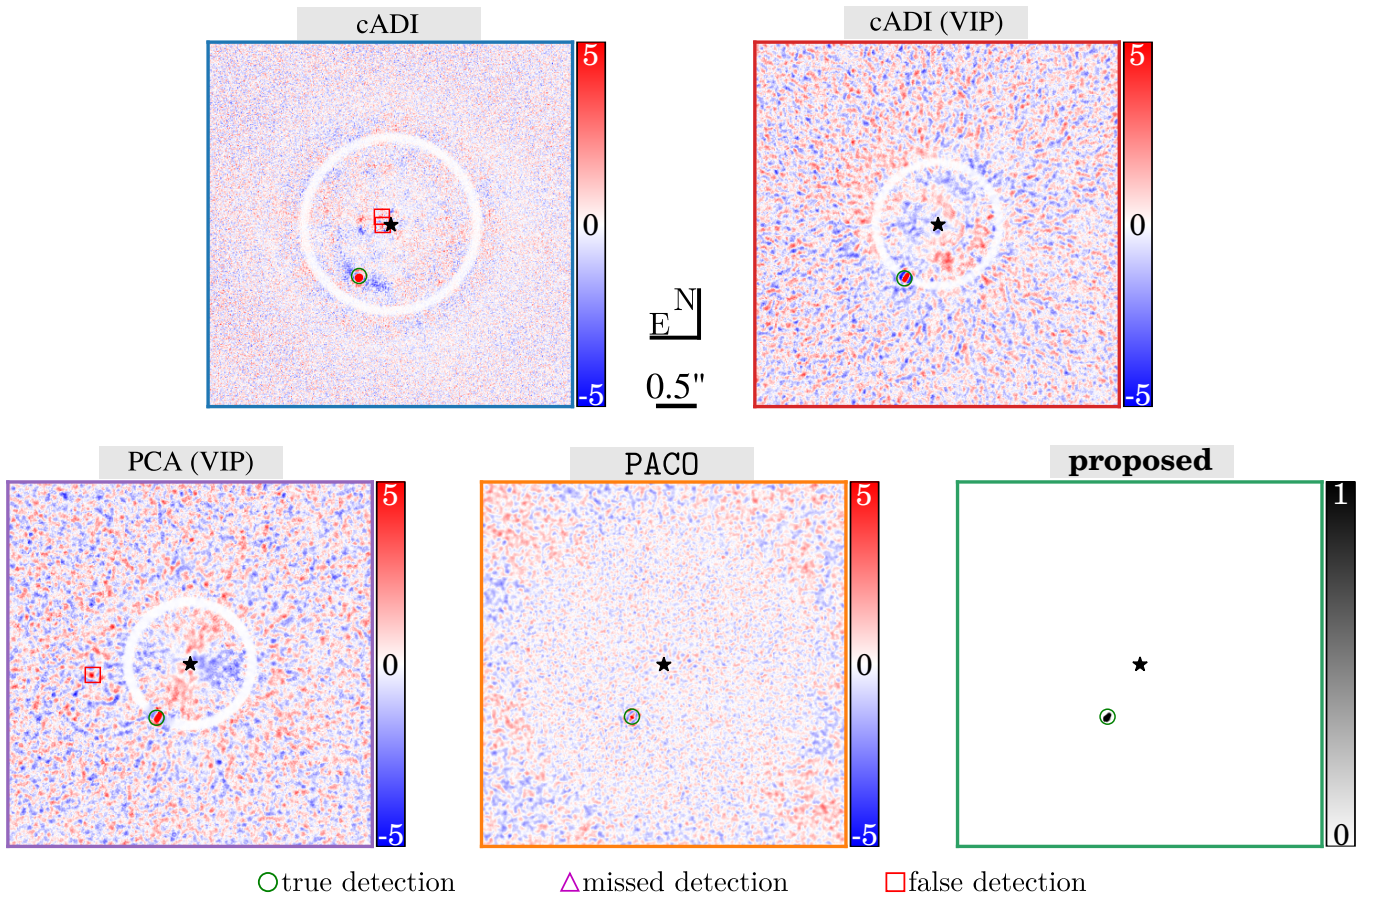 cADI
cADI (VIP)
5
0
-5
5
0
-5
N
E
0.5"
PCA (VIP)
PACO
proposed
5
0
-5
5
0
-5
1
0
true detection
missed detection
false detection